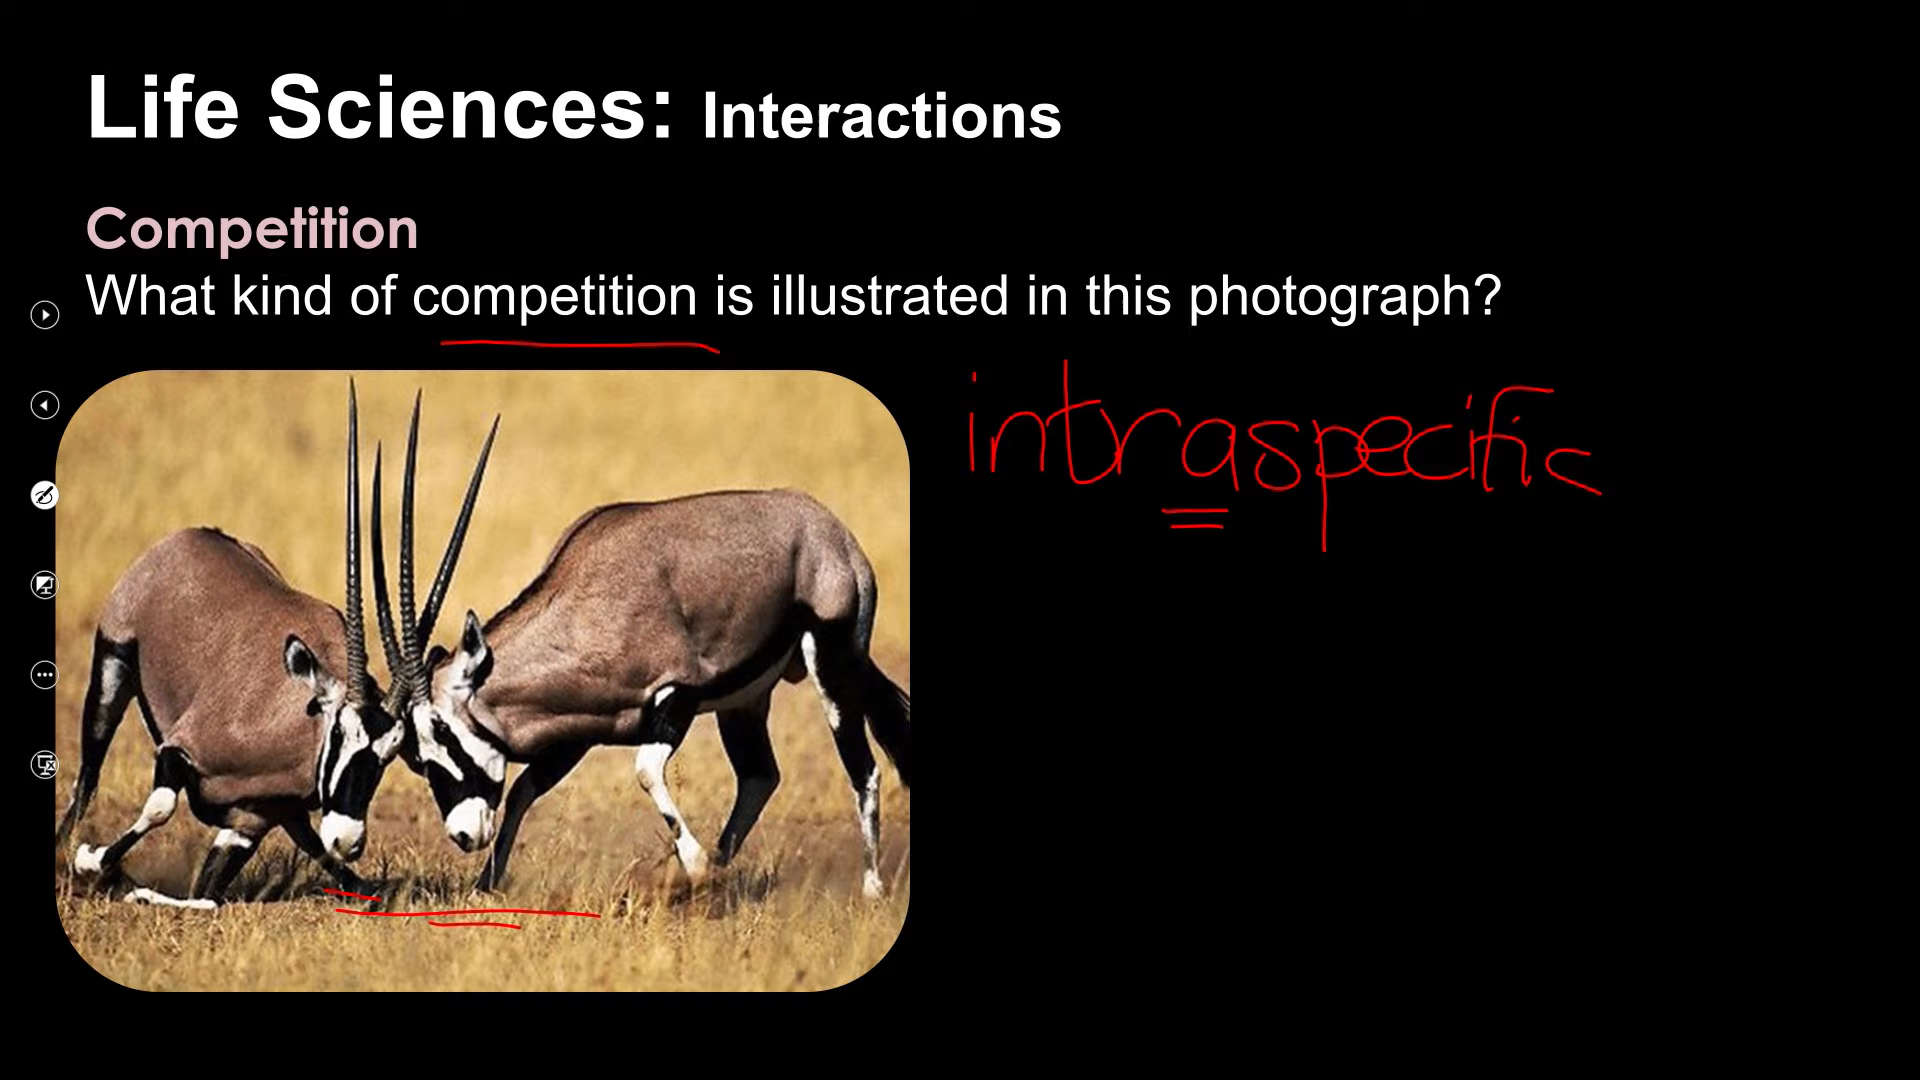 Life Sciences: Interactions
Competition
What kind of competition is illustrated in this photograph?
intraspecific